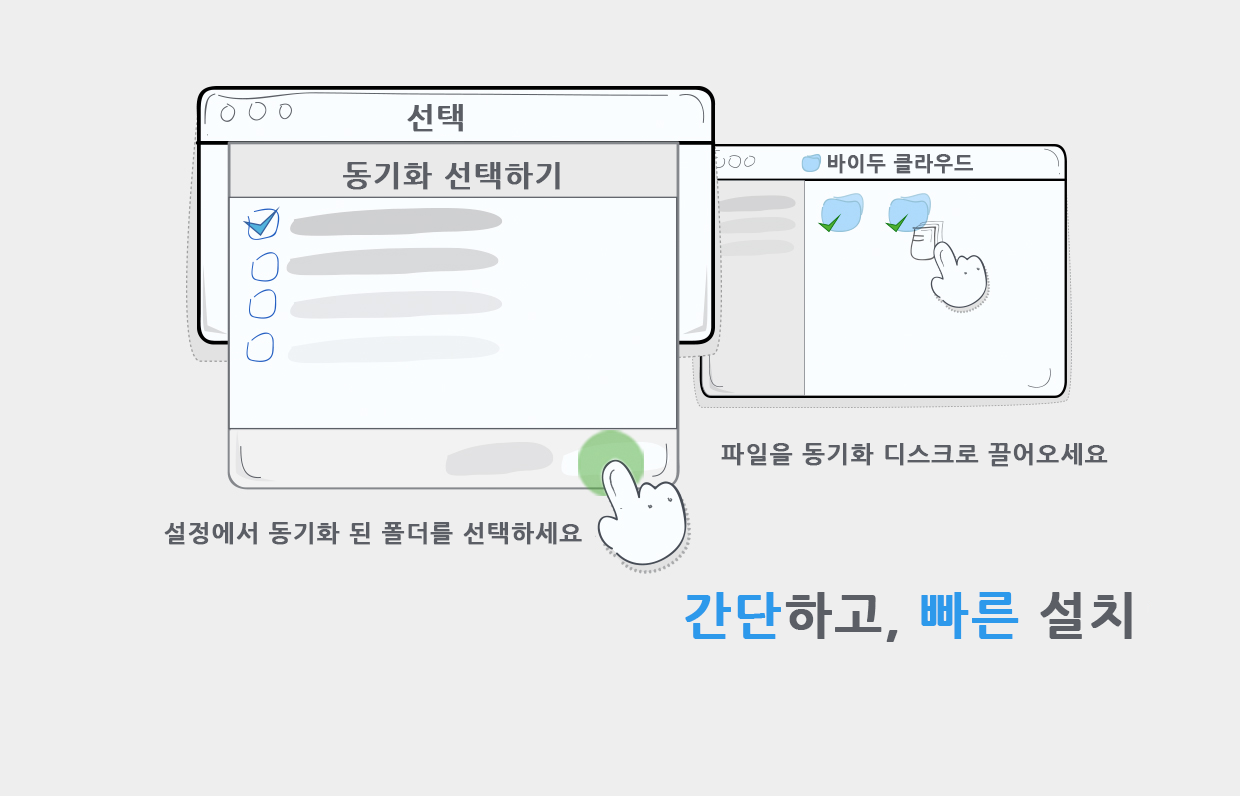 선택
동기화 선택하기
바이두 클라우드
파일을 동기화 디스크로 끌어오세요
설정에서 동기화 된 폴더를 선택하세요
간단하고, 빠른 설치